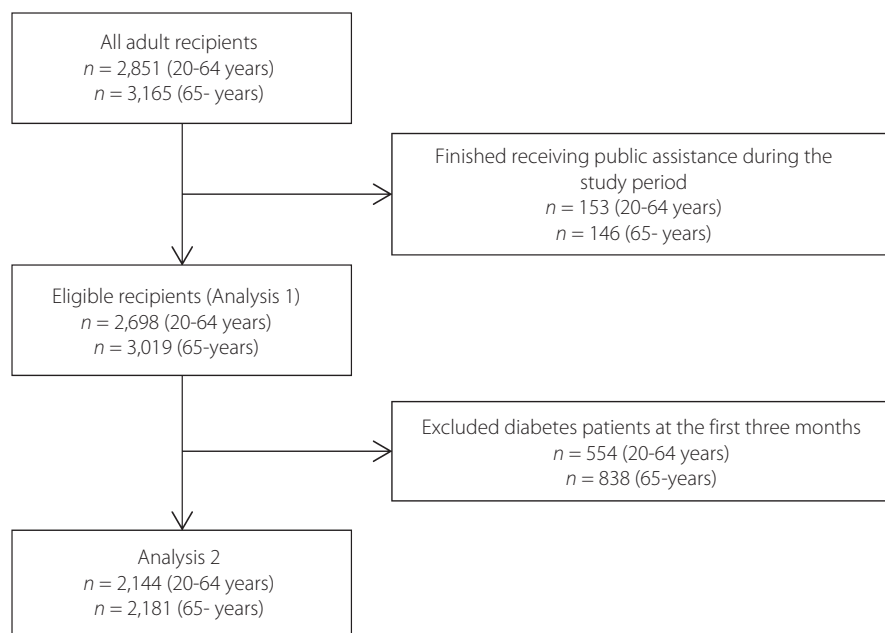 All adult recipients
n = 2,851 (20-64 years)
n = 3,165 (65- years)
Finished receiving public assistance during the
study period
n = 153 (20-64 years)
n = 146 (65- years)
Eligible recipients (Analysis 1)
n = 2,698 (20-64 years)
n = 3,019 (65-years)
Excluded diabetes patients at the first three months
n = 554 (20-64 years)
n = 838 (65-years)
Analysis 2
n = 2,144 (20-64 years)
n = 2,181 (65- years)